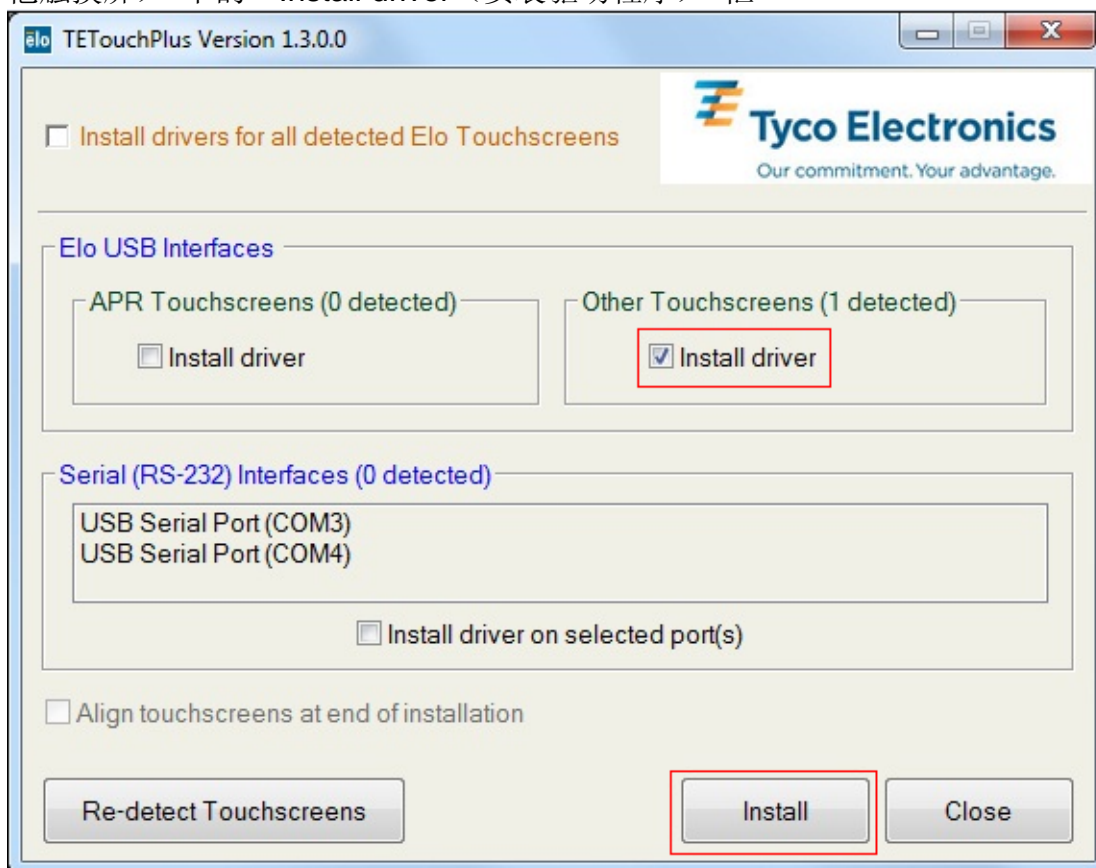 Install driver
elo TETouchPlus Version 1.3.0.0
Install drivers for all detected Elo Touchscreens
Tyco Electronics
Our commitment. Your advantage.
Elo USB Interfaces
APR Touchscreens (0 detected)
Install driver
Other Touchscreens (1 detected)
Install driver
Serial (RS-232) Interfaces (0 detected)
USB Serial Port (COM3)
USB Serial Port (COM4)
Install driver on selected port(s)
Align touchscreens at end of installation
Re-detect Touchscreens
Install
Close